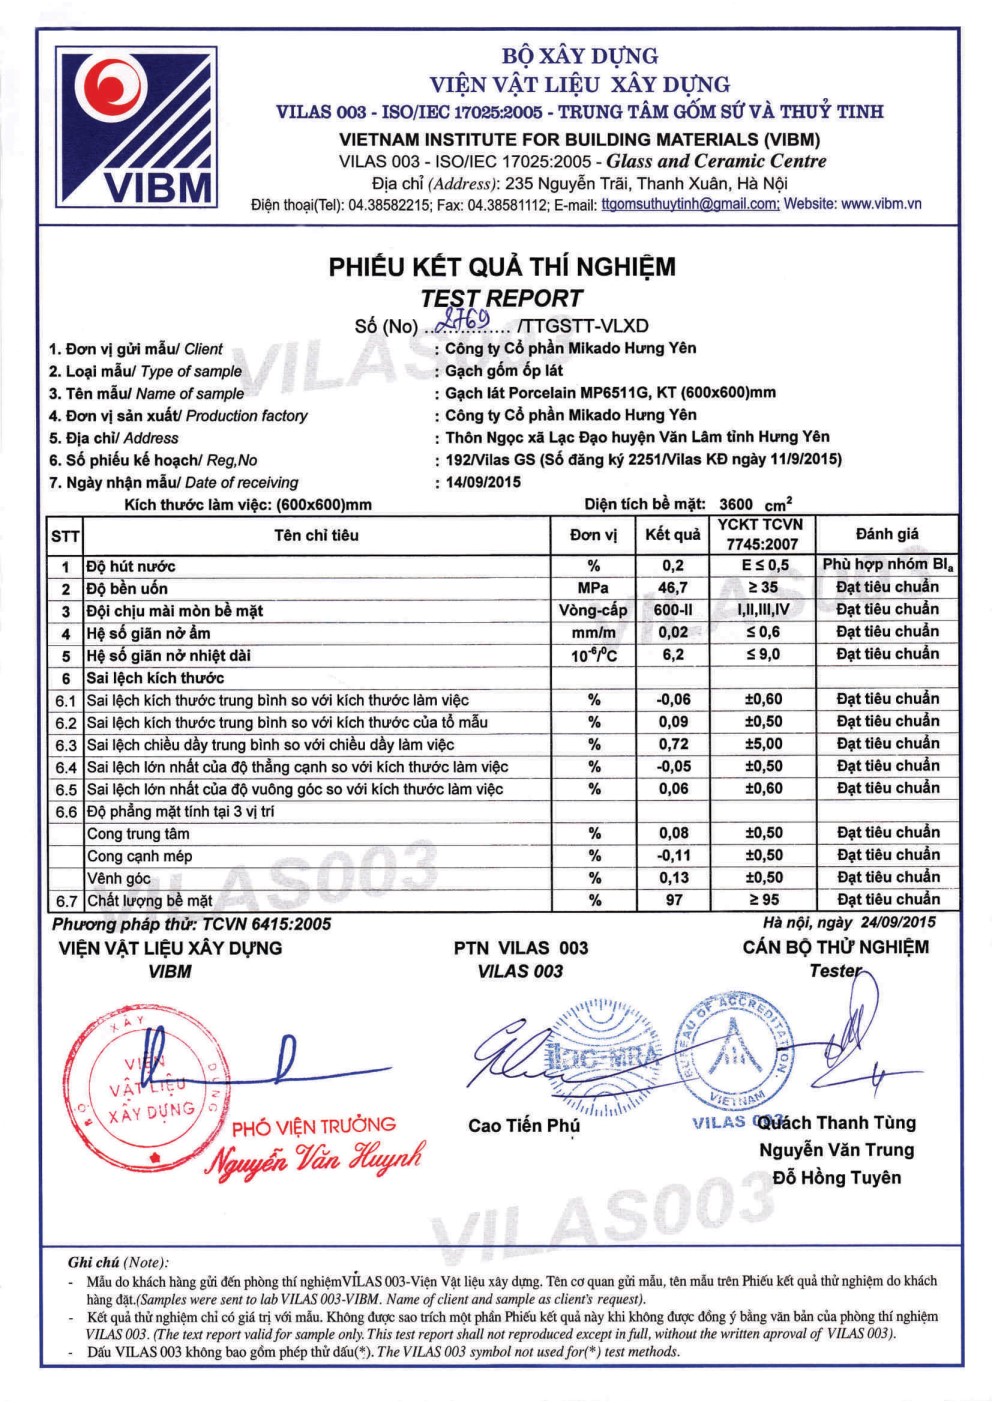 VIBM
BỘ XÂY DỰNG
VIỆN VẬT LIỆU XÂY DỰNG
VILAS 003 - ISO/IEC 17025:2005 - TRUNG TÂM GỐM SỨ VÀ THUỶ TINH
VIETNAM INSTITUTE FOR BUILDING MATERIALS (VIBM)
VILAS 003 - ISO/IEC 17025:2005 - Glass and Ceramic Centre
Địa chỉ (Address): 235 Nguyễn Trãi, Thanh Xuân, Hà Nội
Điện thoại(Tel): 04.38582215; Fax: 04.38581112; E-mail: ttgomsuthuytinh@gmail.com; Website: www.vibm.vn
PHIẾU KẾT QUẢ THÍ NGHIỆM
TEST REPORT
Số (No) ..2769.... /TTGSTT-VLXD
VILAS003
1. Đơn vị gửi mẫu/ Client : Công ty Cổ phần Mikado Hưng Yên
2. Loại mẫu/ Type of sample : Gạch gốm ốp lát
3. Tên mẫu/ Name of sample : Gạch lát Porcelain MP6511G, KT (600x600)mm
4. Đơn vị sản xuất/ Production factory : Công ty Cổ phần Mikado Hưng Yên
5. Địa chỉ/ Address : Thôn Ngọc xã Lạc Đạo huyện Văn Lâm tỉnh Hưng Yên
6. Số phiếu kế hoạch/ Reg,No : 192/Vilas GS (Số đăng ký 2251/Vilas KĐ ngày 11/9/2015)
7. Ngày nhận mẫu/ Date of receiving : 14/09/2015
Kích thước làm việc: (600x600)mm Diện tích bề mặt: 3600 cm²
STT Tên chỉ tiêu Đơn vị Kết quả YCKT TCVN 7745:2007 Đánh giá
1 Độ hút nước % 0,2 E ≤ 0,5 Phù hợp nhóm BIa
2 Độ bền uốn MPa 46,7 ≥ 35 Đạt tiêu chuẩn
3 Đội chịu mài mòn bề mặt Vòng-cấp 600-II I,II,III,IV Đạt tiêu chuẩn
4 Hệ số giãn nở ẩm mm/m 0,02 ≤ 0,6 Đạt tiêu chuẩn
5 Hệ số giãn nở nhiệt dài 10⁻⁶/⁰C 6,2 ≤ 9,0 Đạt tiêu chuẩn
6 Sai lệch kích thước
6.1 Sai lệch kích thước trung bình so với kích thước làm việc % -0,06 ±0,60 Đạt tiêu chuẩn
6.2 Sai lệch kích thước trung bình so với kích thước của tổ mẫu % 0,09 ±0,50 Đạt tiêu chuẩn
6.3 Sai lệch chiều dầy trung bình so với chiều dầy làm việc % 0,72 ±5,00 Đạt tiêu chuẩn
6.4 Sai lệch lớn nhất của độ thẳng cạnh so với kích thước làm việc % -0,05 ±0,50 Đạt tiêu chuẩn
6.5 Sai lệch lớn nhất của độ vuông góc so với kích thước làm việc % 0,06 ±0,60 Đạt tiêu chuẩn
6.6 Độ phẳng mặt tính tại 3 vị trí
Cong trung tâm % 0,08 ±0,50 Đạt tiêu chuẩn
Cong cạnh mép % -0,11 ±0,50 Đạt tiêu chuẩn
Vênh góc % 0,13 ±0,50 Đạt tiêu chuẩn
6.7 Chất lượng bề mặt % 97 ≥ 95 Đạt tiêu chuẩn
VILAS003
VILAS003
Phương pháp thử: TCVN 6415:2005 Hà nội, ngày 24/09/2015
VIỆN VẬT LIỆU XÂY DỰNG PTN VILAS 003 CÁN BỘ THỬ NGHIỆM
VIBM VILAS 003 Tester
BỘ XÂY DỰNG
VIỆN
VẬT LIỆU
XÂY DỰNG
ilac-MRA
BUREAU OF ACCREDITATION
VIETNAM
VILAS 003
PHÓ VIỆN TRƯỞNG
Nguyễn Văn Huynh
Cao Tiến Phú
Quách Thanh Tùng
Nguyễn Văn Trung
Đỗ Hồng Tuyên
VILAS003
Ghi chú (Note):
- Mẫu do khách hàng gửi đến phòng thí nghiệmVILAS 003-Viện Vật liệu xây dựng. Tên cơ quan gửi mẫu, tên mẫu trên Phiếu kết quả thử nghiệm do khách
hàng đặt.(Samples were sent to lab VILAS 003-VIBM. Name of client and sample as client's request).
- Kết quả thử nghiệm chỉ có giá trị với mẫu. Không được sao trích một phần Phiếu kết quả này khi không được đồng ý bằng văn bản của phòng thí nghiệm
VILAS 003. (The text report valid for sample only. This test report shall not reproduced except in full, without the written aproval of VILAS 003).
- Dấu VILAS 003 không bao gồm phép thử dấu(*). The VILAS 003 symbol not used for(*) test methods.